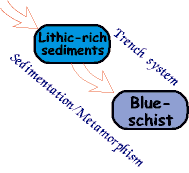 Lithic-rich
sediments
Trench system
Sedimentation/Metamorphism
Blue-
schist